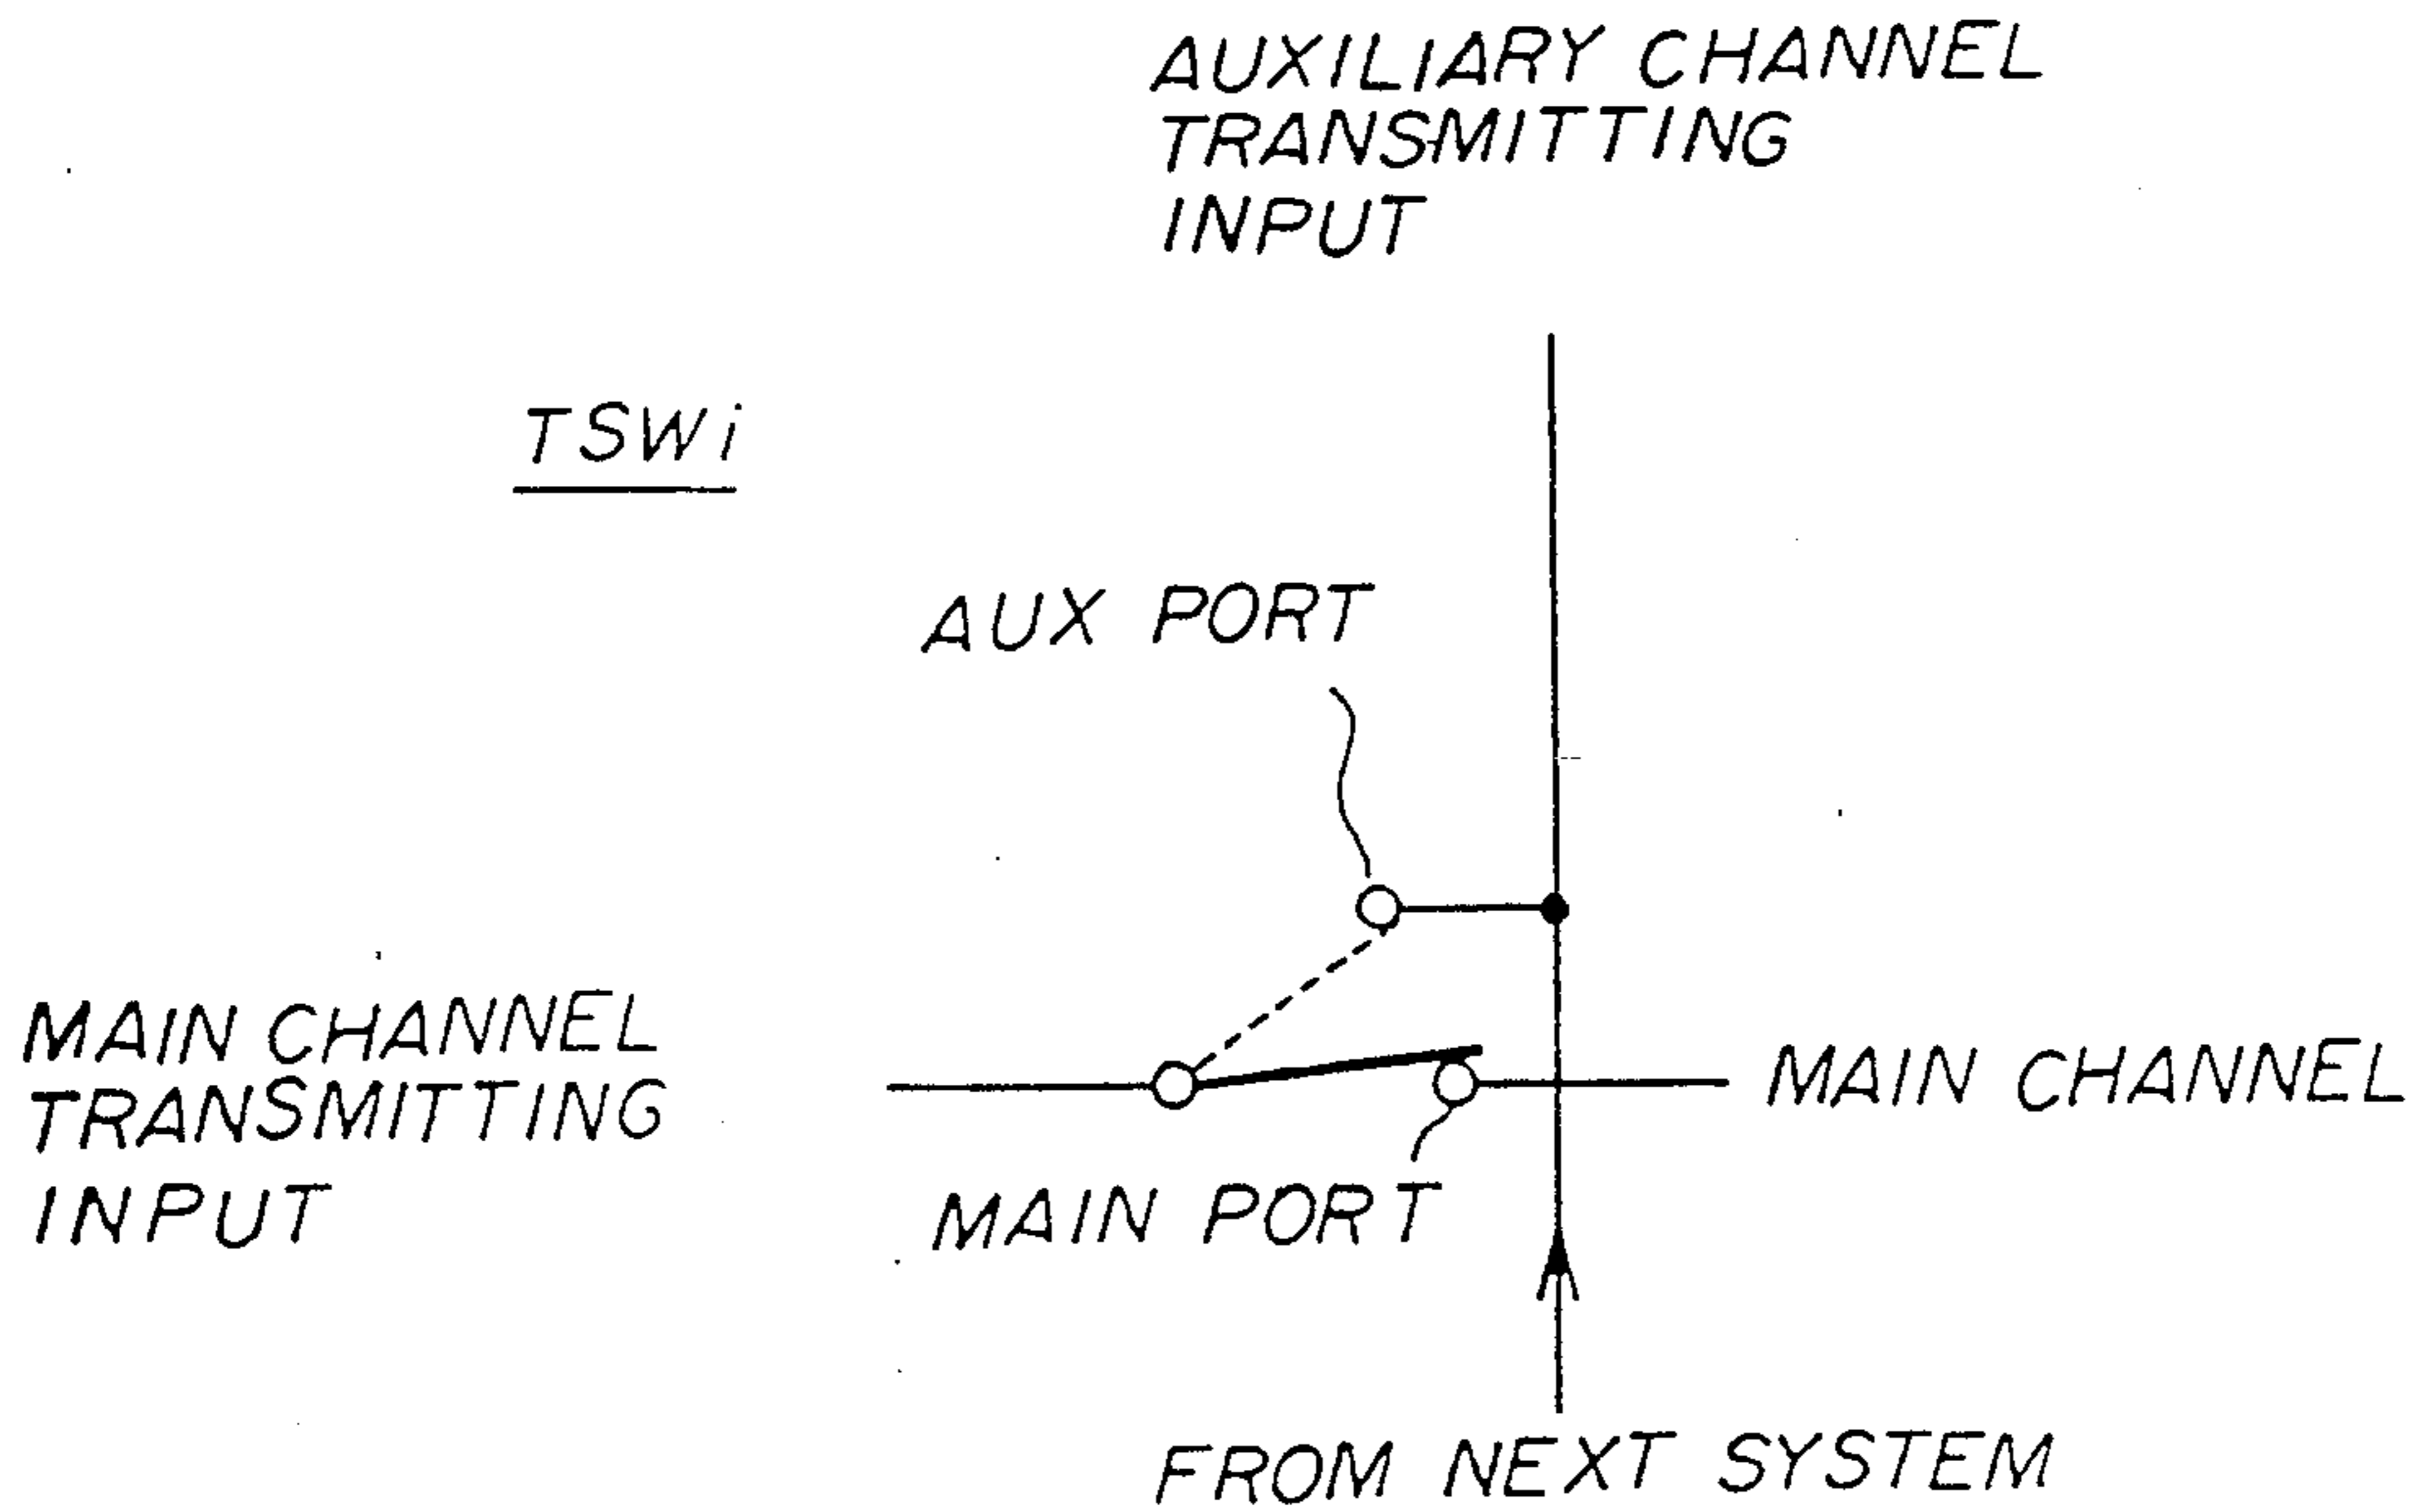 AUXILIARY CHANNEL
TRANSMITTING
INPUT
TSWi
AUX PORT
MAIN CHANNEL
TRANSMITTING
INPUT
MAIN CHANNEL
MAIN PORT
FROM NEXT SYSTEM